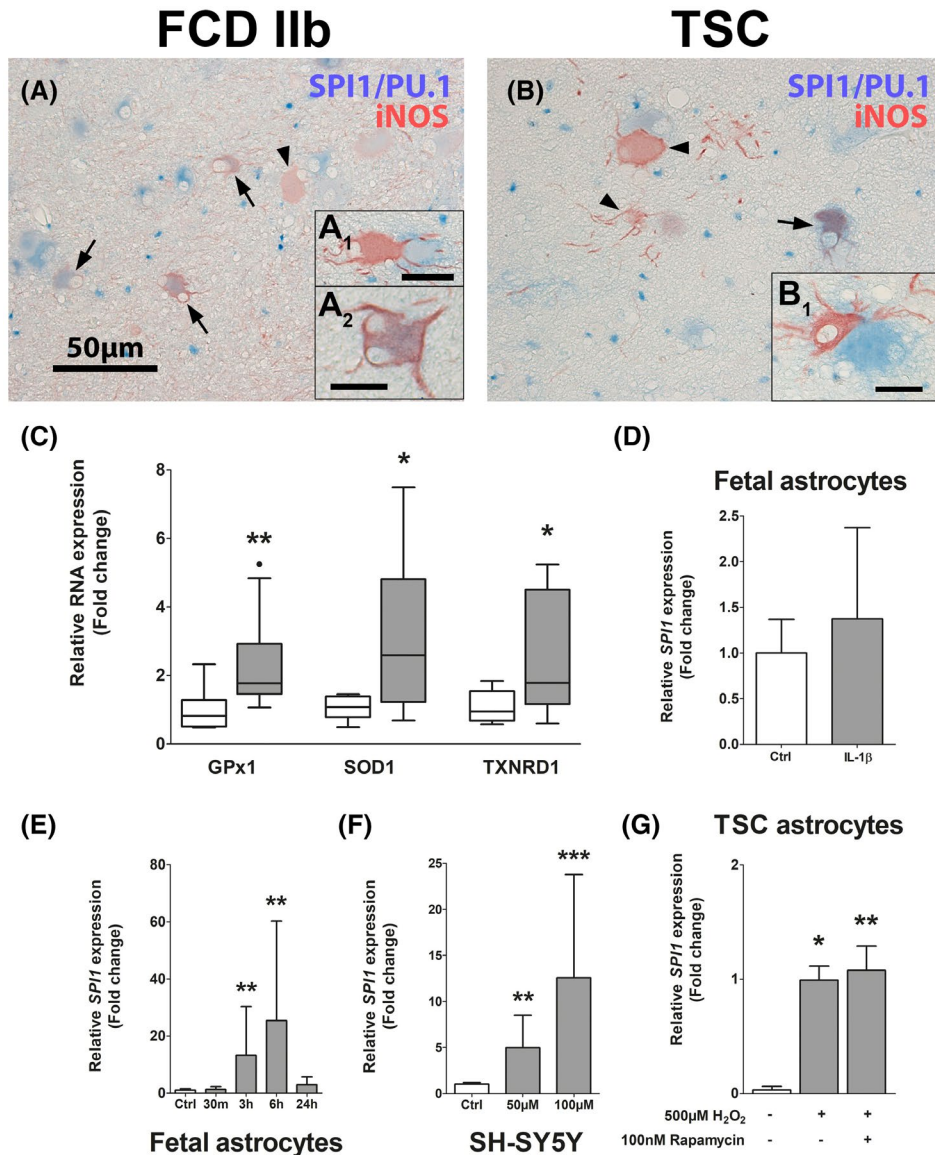 FCD IIb
TSC
(A)
SPI1/PU.1
iNOS
A1
A2
50µm
(B)
SPI1/PU.1
iNOS
B1
(C)
Relative RNA expression
(Fold change)
8
6
4
2
0
**
*
*
GPx1 SOD1 TXNRD1
(D)
Fetal astrocytes
Relative SPI1 expression
(Fold change)
2.5
2.0
1.5
1.0
0.5
0.0
Ctrl IL-1β
(E)
Relative SPI1 expression
(Fold change)
80
60
40
20
0
**
**
Ctrl 30m 3h 6h 24h
Fetal astrocytes
(F)
Relative SPI1 expression
(Fold change)
25
20
15
10
5
0
**
***
Ctrl 50µM 100µM
SH-SY5Y
(G)
TSC astrocytes
Relative SPI1 expression
(Fold change)
2
1
0
*
**
500µM H2O2 - + +
100nM Rapamycin - - +